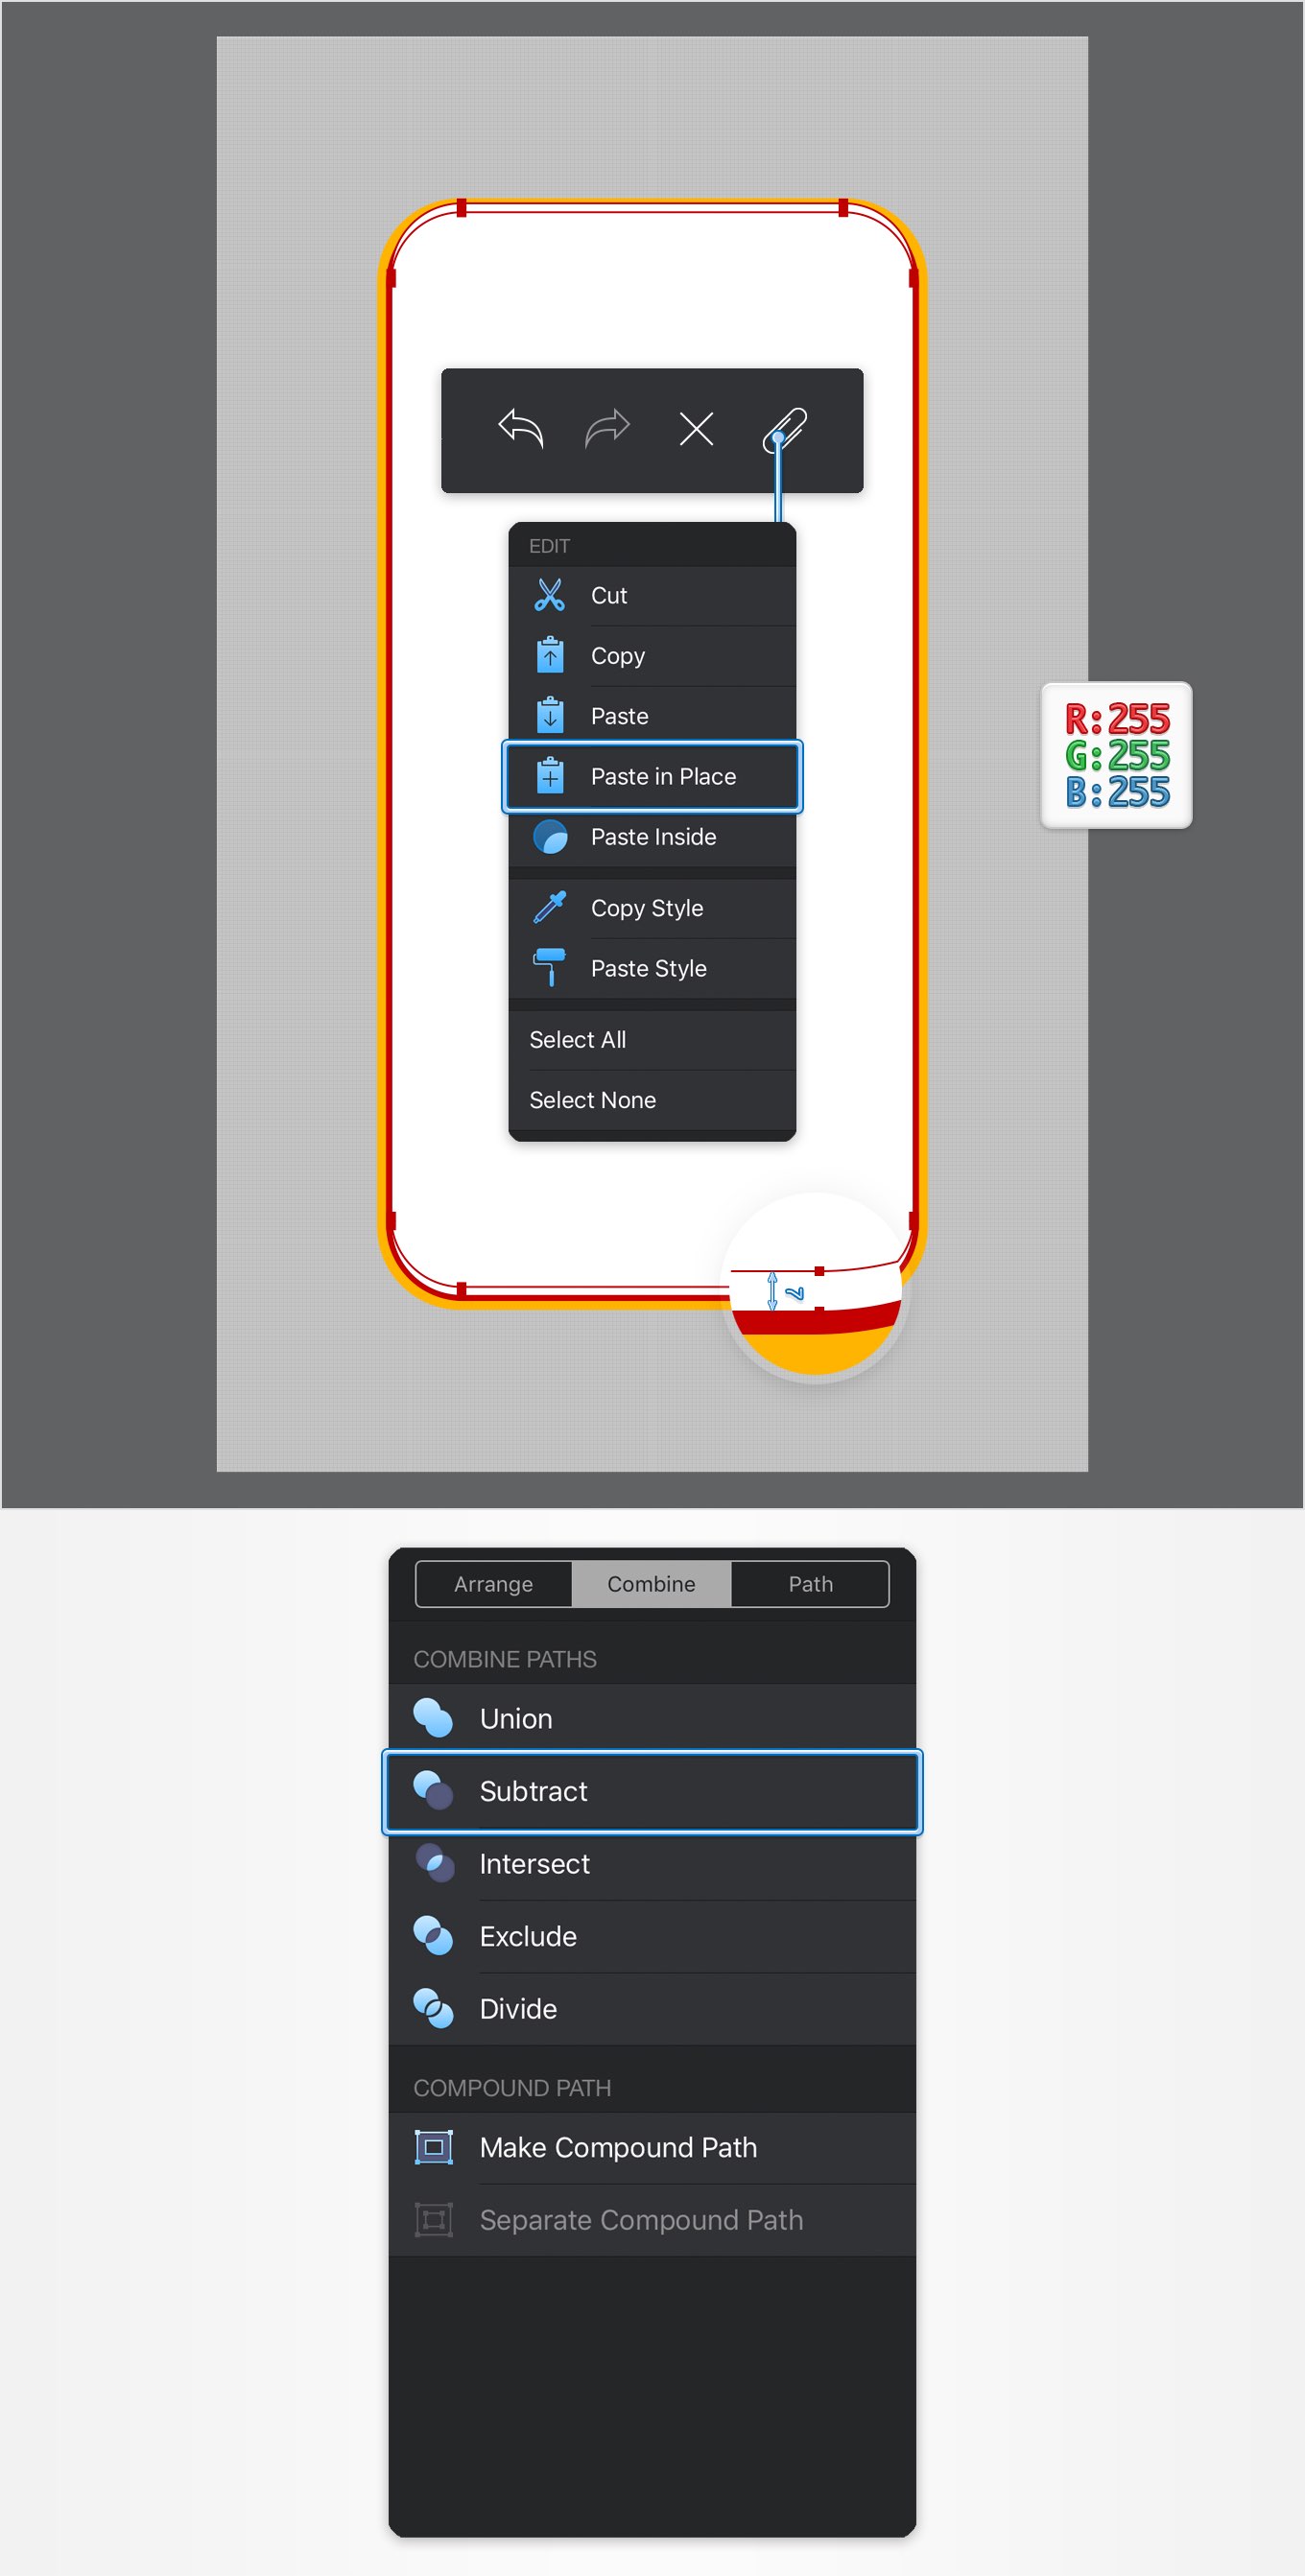 EDIT
Cut
Copy
Paste
Paste in Place
Paste Inside
Copy Style
Paste Style
Select All
Select None
R:255
G:255
B:255
2
Arrange Combine Path
COMBINE PATHS
Union
Subtract
Intersect
Exclude
Divide
COMPOUND PATH
Make Compound Path
Separate Compound Path